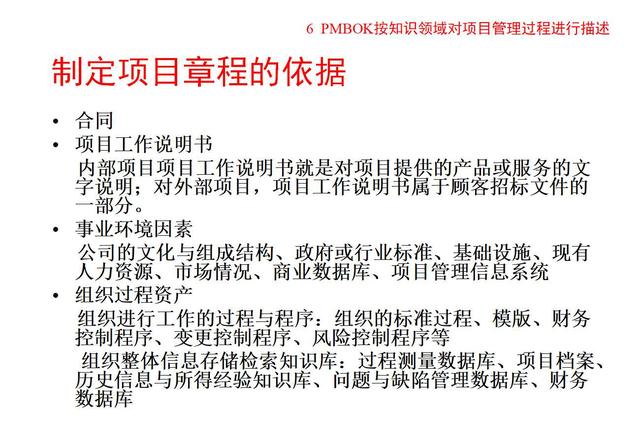 6 PMBOK按知识领域对项目管理过程进行描述
制定项目章程的依据
• 合同
• 项目工作说明书
内部项目项目工作说明书就是对项目提供的产品或服务的文
字说明；对外部项目，项目工作说明书属于顾客招标文件的
一部分。
• 事业环境因素
公司的文化与组成结构、政府或行业标准、基础设施、现有
人力资源、市场情况、商业数据库、项目管理信息系统
• 组织过程资产
组织进行工作的过程与程序：组织的标准过程、模版、财务
控制程序、变更控制程序、风险控制程序等
组织整体信息存储检索知识库：过程测量数据库、项目档案、
历史信息与所得经验知识库、问题与缺陷管理数据库、财务
数据库